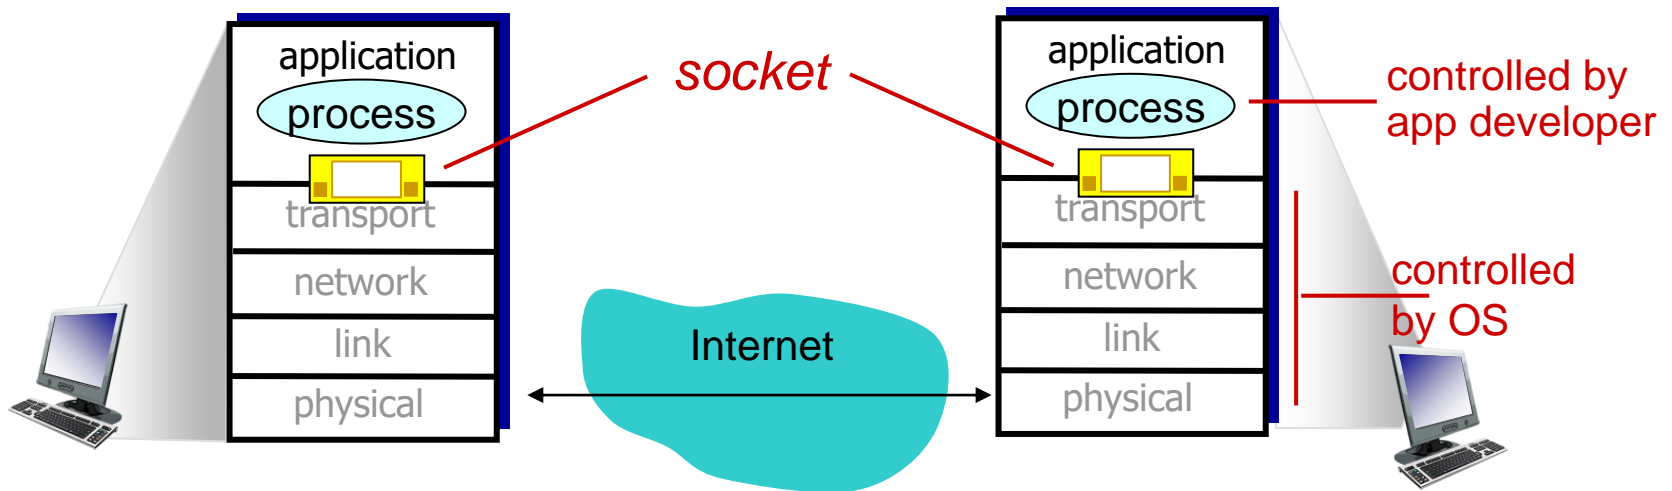 application
process
transport
network
link
physical
socket
Internet
application
process
transport
network
link
physical
controlled by
app developer
controlled
by OS